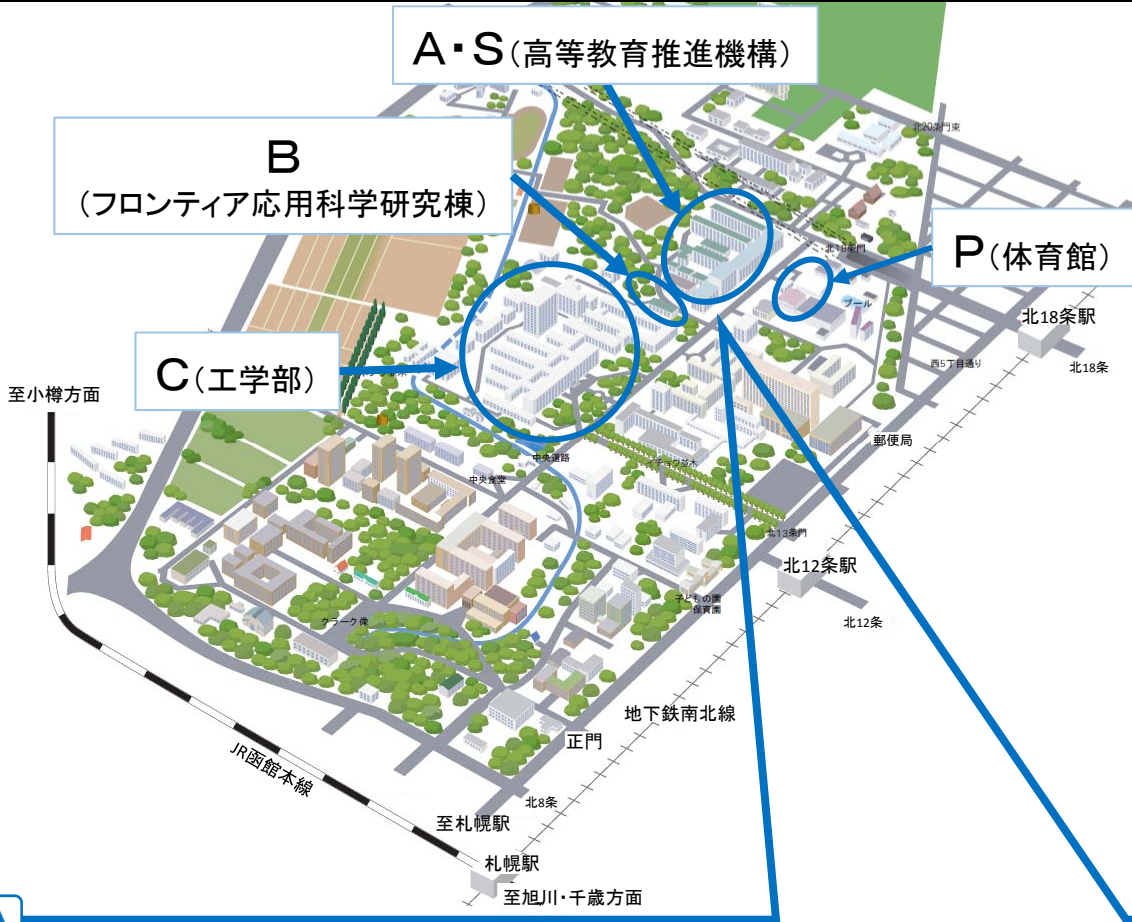 A・S(高等教育推進機構)
B
(フロンティア応用科学研究棟)
北20条門東
北18条門
P(体育館)
プール
北18条駅
北18条
西5丁目通り
C(工学部)
至小樽方面
郵便局
中央道路
イチョウ並木
中央食堂
北13条門
北12条駅
子どもの園
保育園
北12条
クラーク像
地下鉄南北線
正門
JR函館本線
北8条
至札幌駅
札幌駅
至旭川・千歳方面